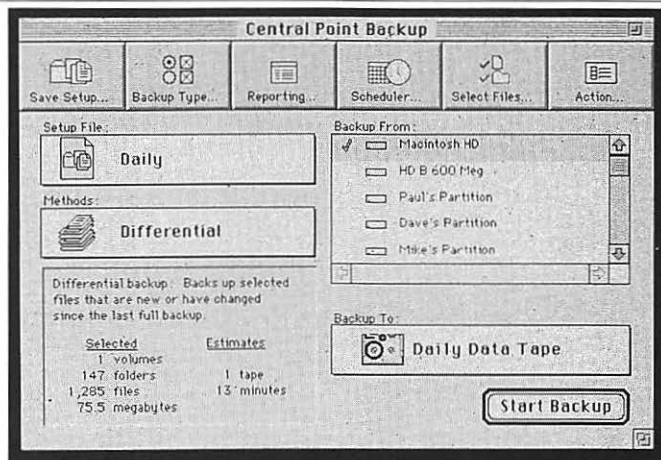 Central Point Backup
Save Setup... Backup Type... Reporting... Scheduler... Select Files... Action...
Setup File:
Daily
Methods:
Differential
Differential backup: Backs up selected
files that are new or have changed
since the last full backup.
Selected Estimates
1 volumes
147 folders 1 tape
1,285 files 13 minutes
75.5 megabytes
Backup From:
Macintosh HD
HD B 600 Meg
Paul's Partition
Dave's Partition
Mike's Partition
Backup To:
Daily Data Tape
Start Backup